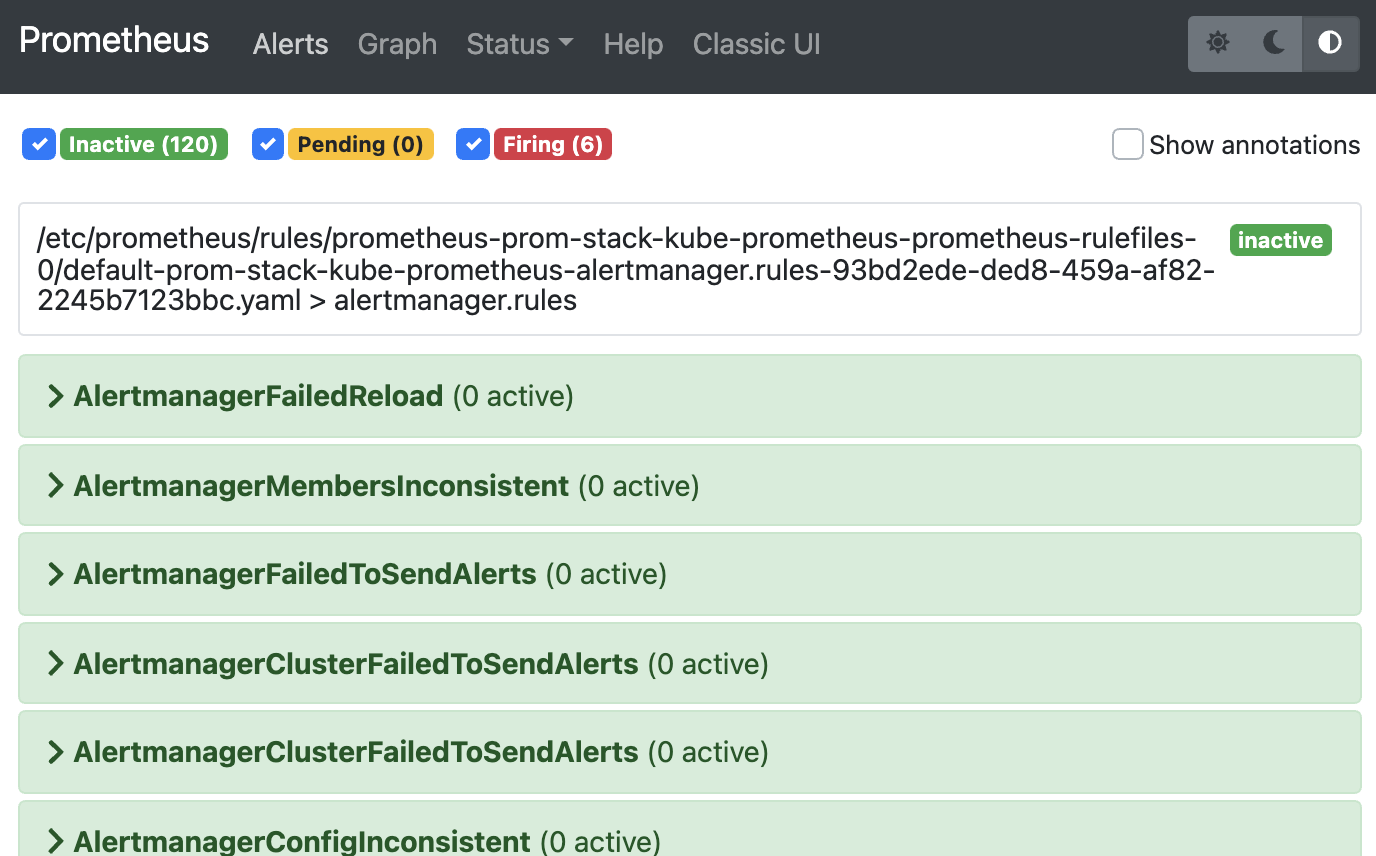 Prometheus Alerts Graph Status Help Classic UI
Inactive (120) Pending (0) Firing (6) Show annotations
/etc/prometheus/rules/prometheus-prom-stack-kube-prometheus-prometheus-rulefiles-
0/default-prom-stack-kube-prometheus-alertmanager.rules-93bd2ede-ded8-459a-af82-
2245b7123bbc.yaml > alertmanager.rules
inactive
AlertmanagerFailedReload (0 active)
AlertmanagerMembersInconsistent (0 active)
AlertmanagerFailedToSendAlerts (0 active)
AlertmanagerClusterFailedToSendAlerts (0 active)
AlertmanagerClusterFailedToSendAlerts (0 active)
AlertmanagerConfigInconsistent (0 active)